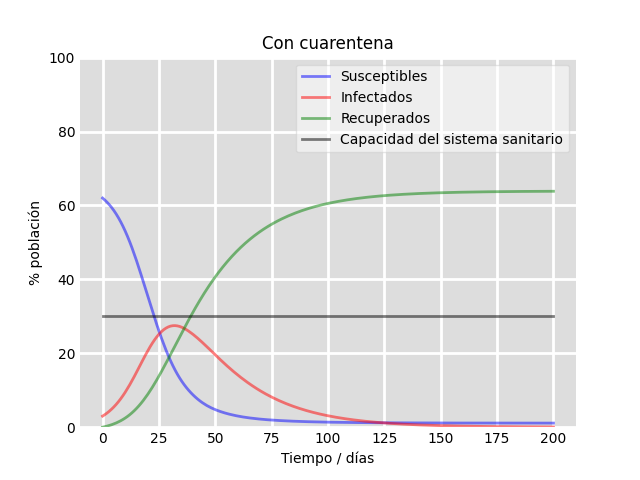 Con cuarentena
Susceptibles
Infectados
Recuperados
Capacidad del sistema sanitario
% población
100
80
60
40
20
0
0 25 50 75 100 125 150 175 200
Tiempo / días